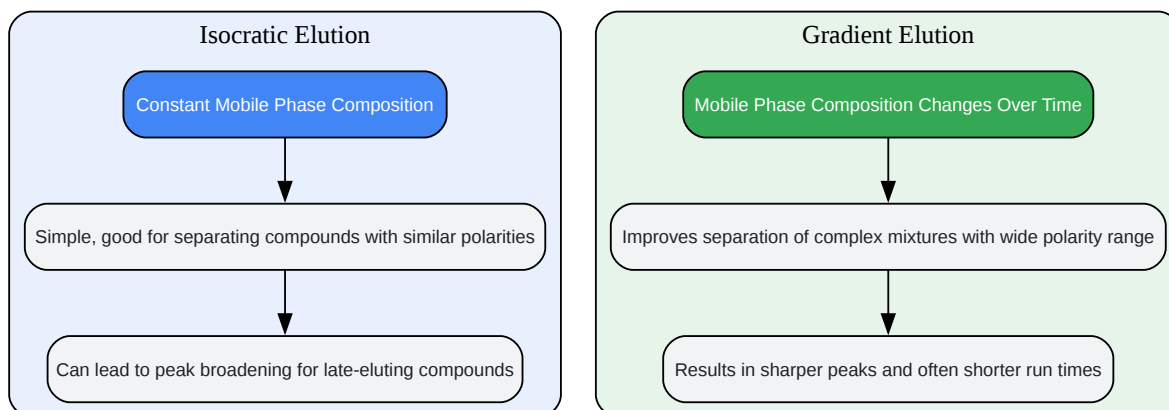 Isocratic Elution
Constant Mobile Phase Composition
Simple, good for separating compounds with similar polarities
Can lead to peak broadening for late-eluting compounds
Gradient Elution
Mobile Phase Composition Changes Over Time
Improves separation of complex mixtures with wide polarity range
Results in sharper peaks and often shorter run times